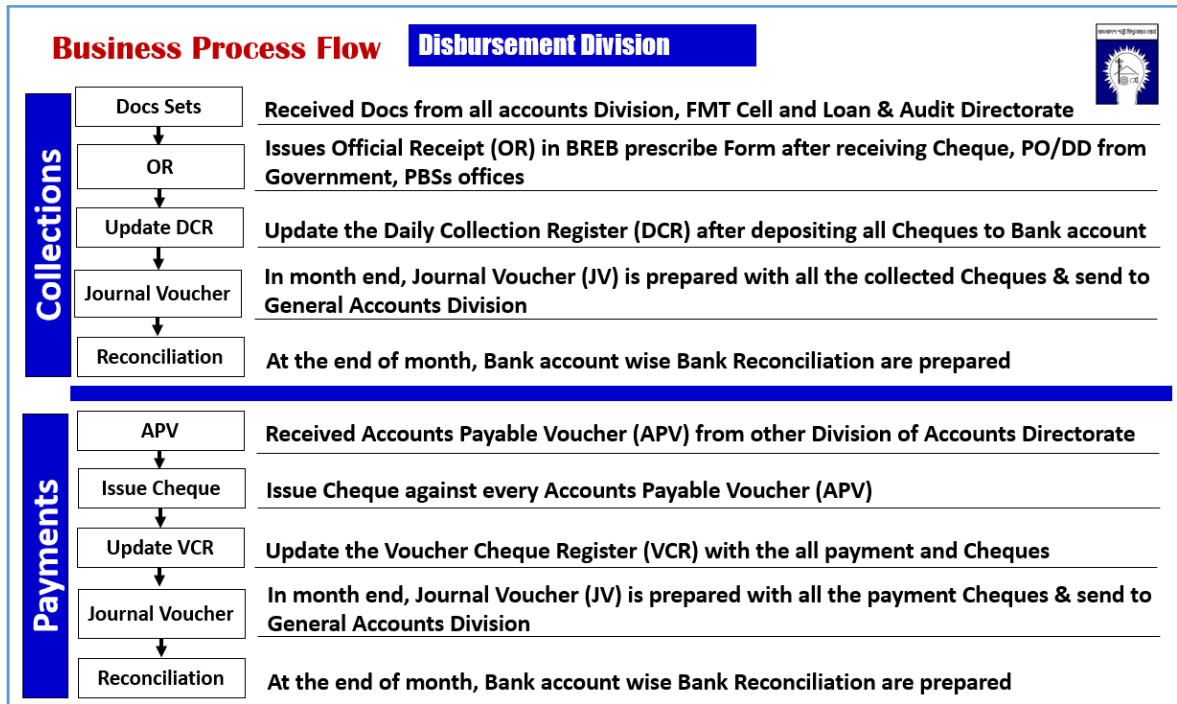 Business Process Flow
Disbursement Division
বাংলাদেশ পল্লী বিদ্যুতায়ন বোর্ড
Collections
Docs Sets
Received Docs from all accounts Division, FMT Cell and Loan & Audit Directorate
OR
Issues Official Receipt (OR) in BREB prescribe Form after receiving Cheque, PO/DD from
Government, PBSs offices
Update DCR
Update the Daily Collection Register (DCR) after depositing all Cheques to Bank account
Journal Voucher
In month end, Journal Voucher (JV) is prepared with all the collected Cheques & send to
General Accounts Division
Reconciliation
At the end of month, Bank account wise Bank Reconciliation are prepared
Payments
APV
Received Accounts Payable Voucher (APV) from other Division of Accounts Directorate
Issue Cheque
Issue Cheque against every Accounts Payable Voucher (APV)
Update VCR
Update the Voucher Cheque Register (VCR) with the all payment and Cheques
Journal Voucher
In month end, Journal Voucher (JV) is prepared with all the payment Cheques & send to
General Accounts Division
Reconciliation
At the end of month, Bank account wise Bank Reconciliation are prepared